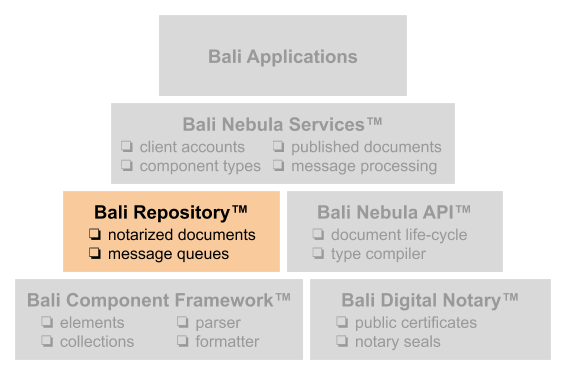 Bali Applications
Bali Nebula Services™
❏ client accounts ❏ published documents
❏ component types ❏ message processing
Bali Repository™ Bali Nebula API™
❏ notarized documents ❏ document life-cycle
❏ message queues ❏ type compiler
Bali Component Framework™ Bali Digital Notary™
❏ elements ❏ parser ❏ public certificates
❏ collections ❏ formatter ❏ notary seals